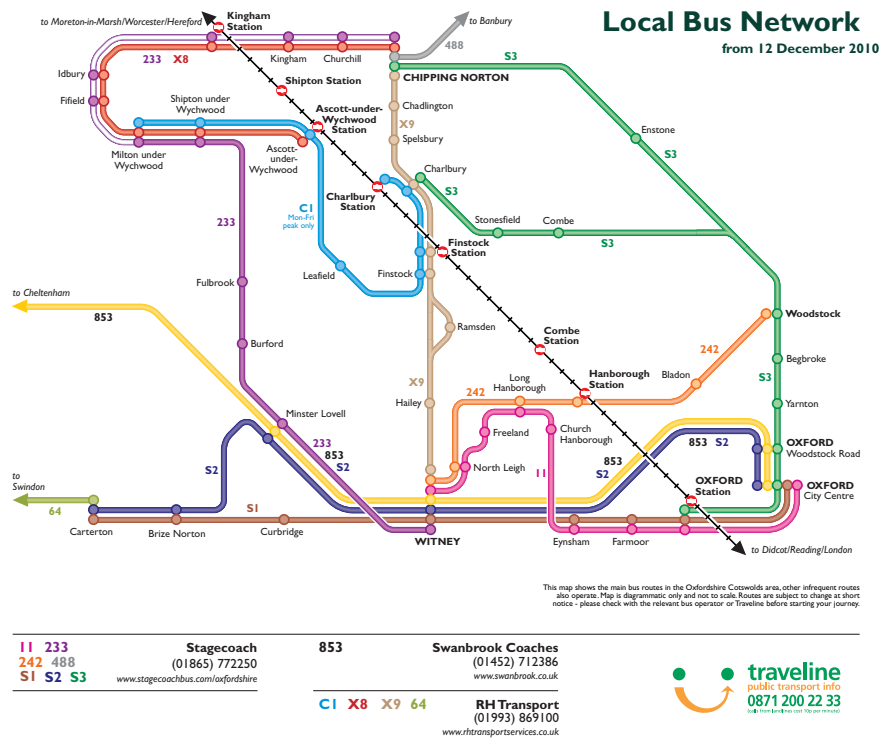 Local Bus Network
from 12 December 2010
to Moreton-in-Marsh/Worcester/Hereford
Kingham
Station
to Banbury
488
S3
233 X8
Kingham
Churchill
CHIPPING NORTON
Idbury
Fifield
Shipton Station
Shipton under
Wychwood
Ascott-under-
Wychwood
Station
Chadlington
X9
Spelsbury
Enstone
S3
Milton under
Wychwood
Ascott-
under-
Wychwood
Charlbury
S3
Charlbury
Station
C1
Mon-Fri
peak only
233
Stonesfield
Combe
S3
Finstock
Station
Leafield
Finstock
Fulbrook
to Cheltenham
853
Ramsden
Woodstock
Combe
Station
242
Burford
Begbroke
Hanborough
Station
Bladon
S3
X9
Long
Hanborough
242
Hailey
Yarnton
Minster Lovell
Freeland
Church
Hanborough
233
853
S2
S2
853
S2
853
S2
OXFORD
Woodstock Road
North Leigh
11
to
Swindon
64
OXFORD
Station
OXFORD
City Centre
S1
Carterton
Brize Norton
Curbridge
WITNEY
Eynsham
Farmoor
to Didcot/Reading/London
This map shows the main bus routes in the Oxfordshire Cotswolds area, other infrequent routes
also operate. Map is diagrammatic only and not to scale. Routes are subject to change at short
notice - please check with the relevant bus operator or Traveline before starting your journey.
11 233
242 488
S1 S2 S3
Stagecoach
(01865) 772250
www.stagecoachbus.com/oxfordshire
853
Swanbrook Coaches
(01452) 712386
www.swanbrook.co.uk
C1 X8 X9 64
RH Transport
(01993) 869100
www.rhtransportservices.co.uk
traveline
public transport info
0871 200 22 33
(calls from landlines cost 10p per minute)